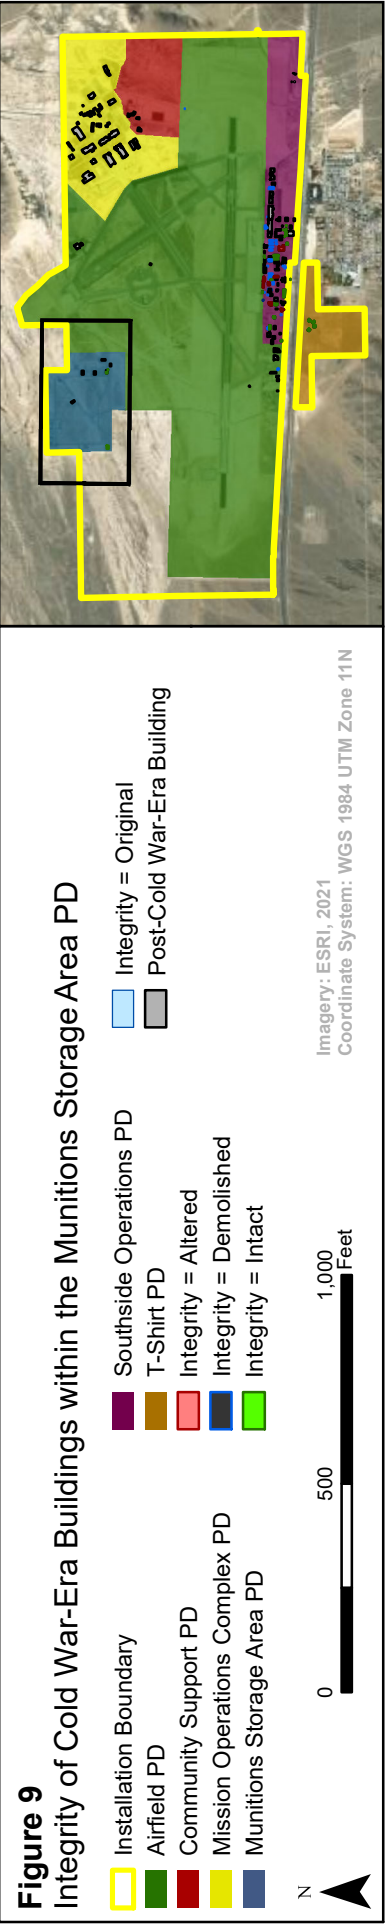 Figure 9
Integrity of Cold War-Era Buildings within the Munitions Storage Area PD
Installation Boundary
Airfield PD
Community Support PD
Mission Operations Complex PD
Munitions Storage Area PD
Southside Operations PD
T-Shirt PD
Integrity = Altered
Integrity = Demolished
Integrity = Intact
Integrity = Original
Post-Cold War-Era Building
N
0 500 1,000
Feet
Imagery: ESRI, 2021
Coordinate System: WGS 1984 UTM Zone 11N